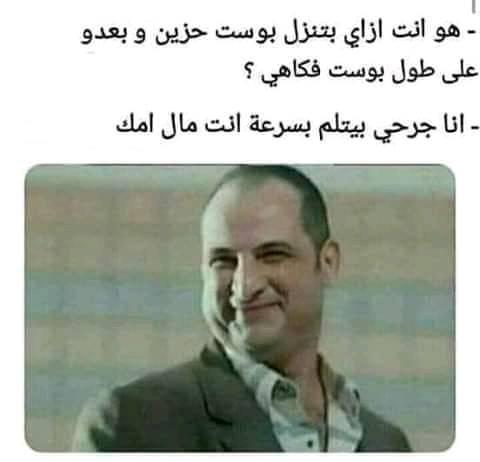 - هو انت ازاي بتنزل بوست حزين و بعدو
على طول بوست فكاهي ؟
- انا جرحي بيتلم بسرعة انت مال امك